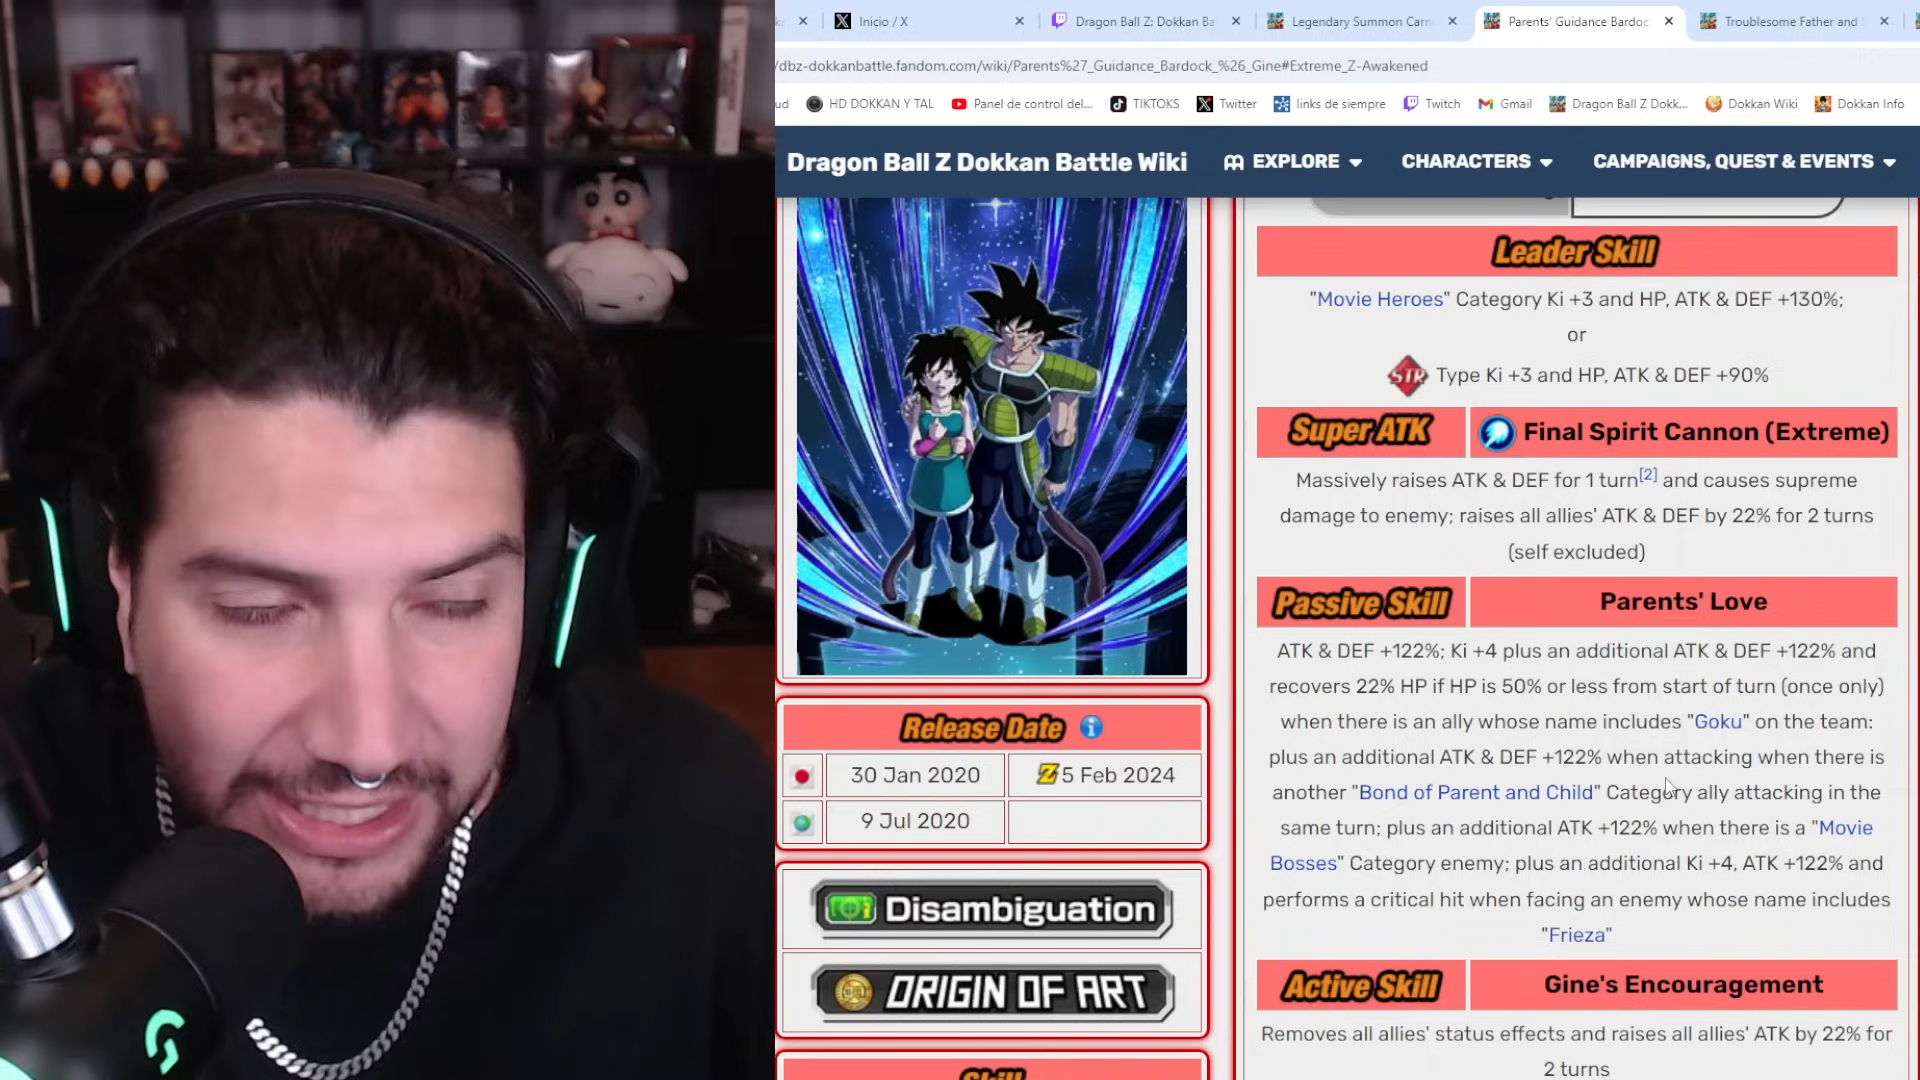 Inicio / X
Dragon Ball Z: Dokkan Ba
Legendary Summon Carn
Parents' Guidance Bardoc
Troublesome Father and
/dbz-dokkanbattle.fandom.com/wiki/Parents%27_Guidance_Bardock_%26_Gine#Extreme_Z-Awakened
ud HD DOKKAN Y TAL Panel de control del... TIKTOKS Twitter links de siempre Twitch Gmail Dragon Ball Z Dokk... Dokkan Wiki Dokkan Info
Dragon Ball Z Dokkan Battle Wiki EXPLORE CHARACTERS CAMPAIGNS, QUEST & EVENTS
Leader Skill
"Movie Heroes" Category Ki +3 and HP, ATK & DEF +130%;
or
STR Type Ki +3 and HP, ATK & DEF +90%
Super ATK Final Spirit Cannon (Extreme)
Massively raises ATK & DEF for 1 turn[2] and causes supreme
damage to enemy; raises all allies' ATK & DEF by 22% for 2 turns
(self excluded)
Passive Skill Parents' Love
ATK & DEF +122%; Ki +4 plus an additional ATK & DEF +122% and
recovers 22% HP if HP is 50% or less from start of turn (once only)
when there is an ally whose name includes "Goku" on the team:
plus an additional ATK & DEF +122% when attacking when there is
another "Bond of Parent and Child" Category ally attacking in the
same turn; plus an additional ATK +122% when there is a "Movie
Bosses" Category enemy; plus an additional Ki +4, ATK +122% and
performs a critical hit when facing an enemy whose name includes
"Frieza"
Active Skill Gine's Encouragement
Removes all allies' status effects and raises all allies' ATK by 22% for
2 turns
Release Date
30 Jan 2020 5 Feb 2024
9 Jul 2020
Disambiguation
ORIGIN OF ART
Skill